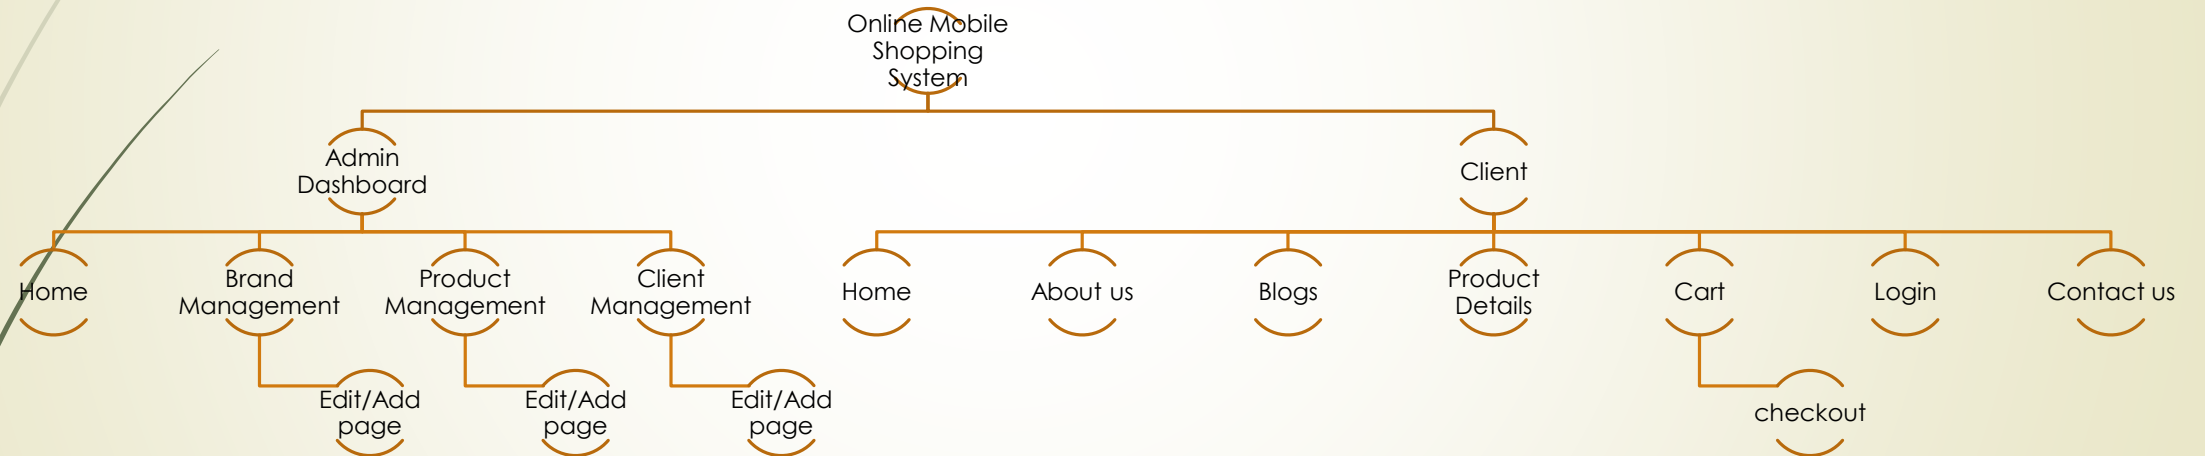 Online Mobile
Shopping
System
Admin
Dashboard
Client
Home
Brand
Management
Product
Management
Client
Management
Home
About us
Blogs
Product
Details
Cart
Login
Contact us
Edit/Add
page
Edit/Add
page
Edit/Add
page
checkout